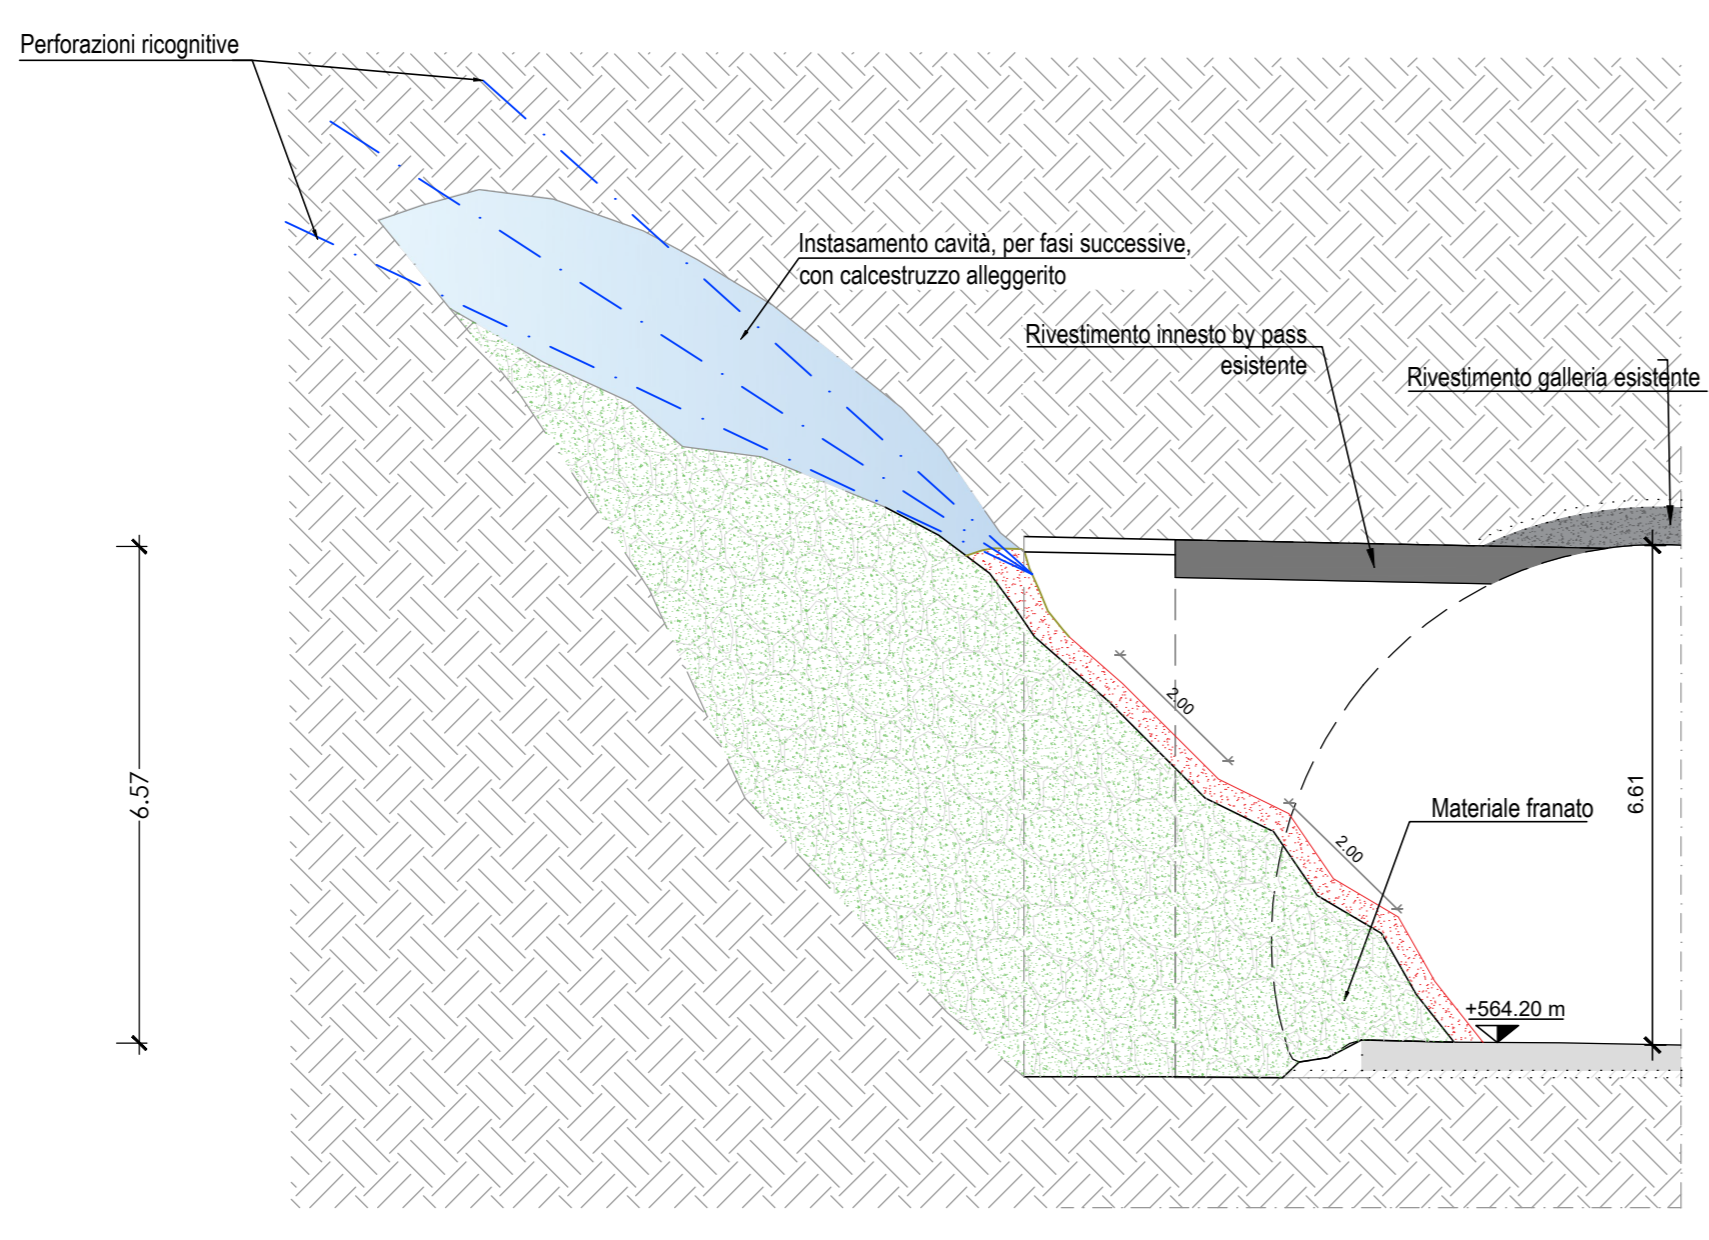 Perforazioni ricognitive
Instasamento cavità, per fasi successive,
con calcestruzzo alleggerito
Rivestimento innesto by pass
esistente
Rivestimento galleria esistente
2.00
6.57
6.61
Materiale franato
2.00
+564.20 m